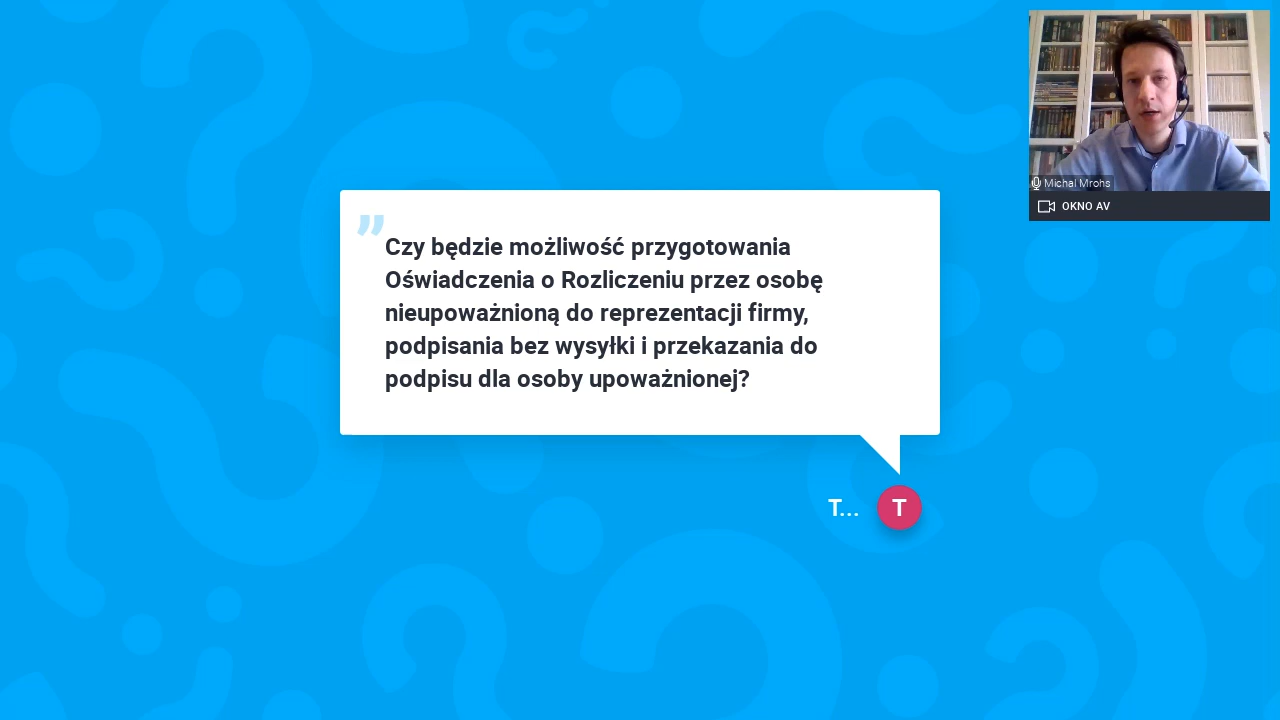 Michal Mrohs
OKNO AV
”
Czy będzie możliwość przygotowania
Oświadczenia o Rozliczeniu przez osobę
nieupoważnioną do reprezentacji firmy,
podpisania bez wysyłki i przekazania do
podpisu dla osoby upoważnionej?
T... T